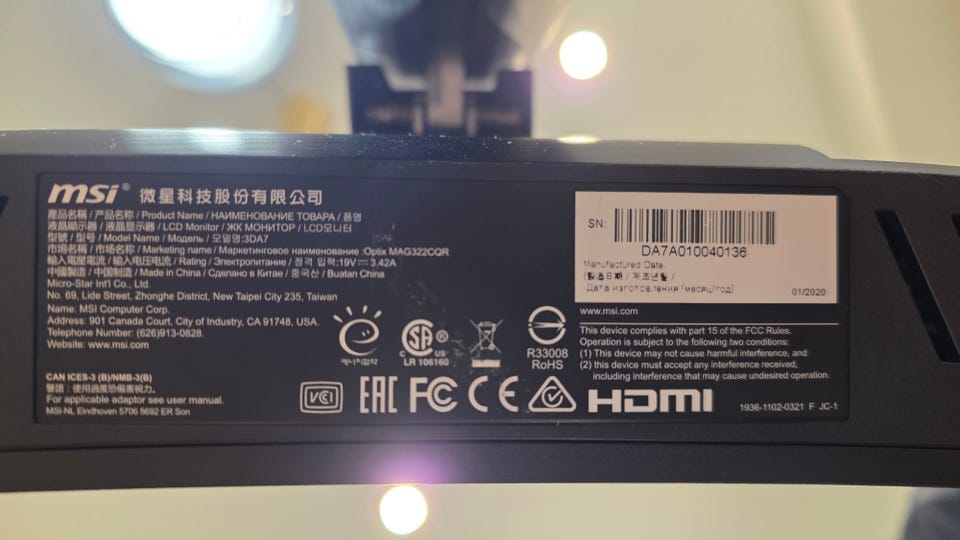 msi® 微星科技股份有限公司
產品名稱 / 产品名称 / Product Name / НАИМЕНОВАНИЕ ТОВАРА / 품명
液晶顯示器 / 液晶显示器 / LCD Monitor / ЖК МОНИТОР / LCD모니터
型號 / 型号 / Model Name / Модель / 모델명:3DA7
市場名稱 / 市场名称 / Marketing name / Маркетинговое наименование :Optix MAG322CQR
輸入電壓電流 / 输入电压电流 / Rating / Электропитание / 정격 입력:19V⎓3.42A
中國製造 / 中国制造 / Made in China / Сделано в Китае / 중국산 / Buatan China
Micro-Star Int'l Co., Ltd.
No. 69, Lide Street, Zhonghe District, New Taipei City 235, Taiwan
Name: MSI Computer Corp.
Address: 901 Canada Court, City of Industry, CA 91748, USA.
Telephone Number: (626)913-0828.
Website: www.msi.com
CAN ICES-3 (B)/NMB-3(B)
警語：使用過度恐傷害視力。
For applicable adaptor see user manual.
MSI-NL Eindhoven 5706 5692 ER Son
에너지절약
SA®
C US
LR 106160
R33008
RoHS
VCCI
EAC FC CE HDMI
SN:
DA7A010040136
Manufactured Date:
Дата изготовления (месяц/год):
01/2020
www.msi.com
This device complies with part 15 of the FCC Rules.
Operation is subject to the following two conditions:
(1) This device may not cause harmful interference, and
(2) this device must accept any interference received,
including interference that may cause undesired operation.
1936-1102-0321 F JC-1